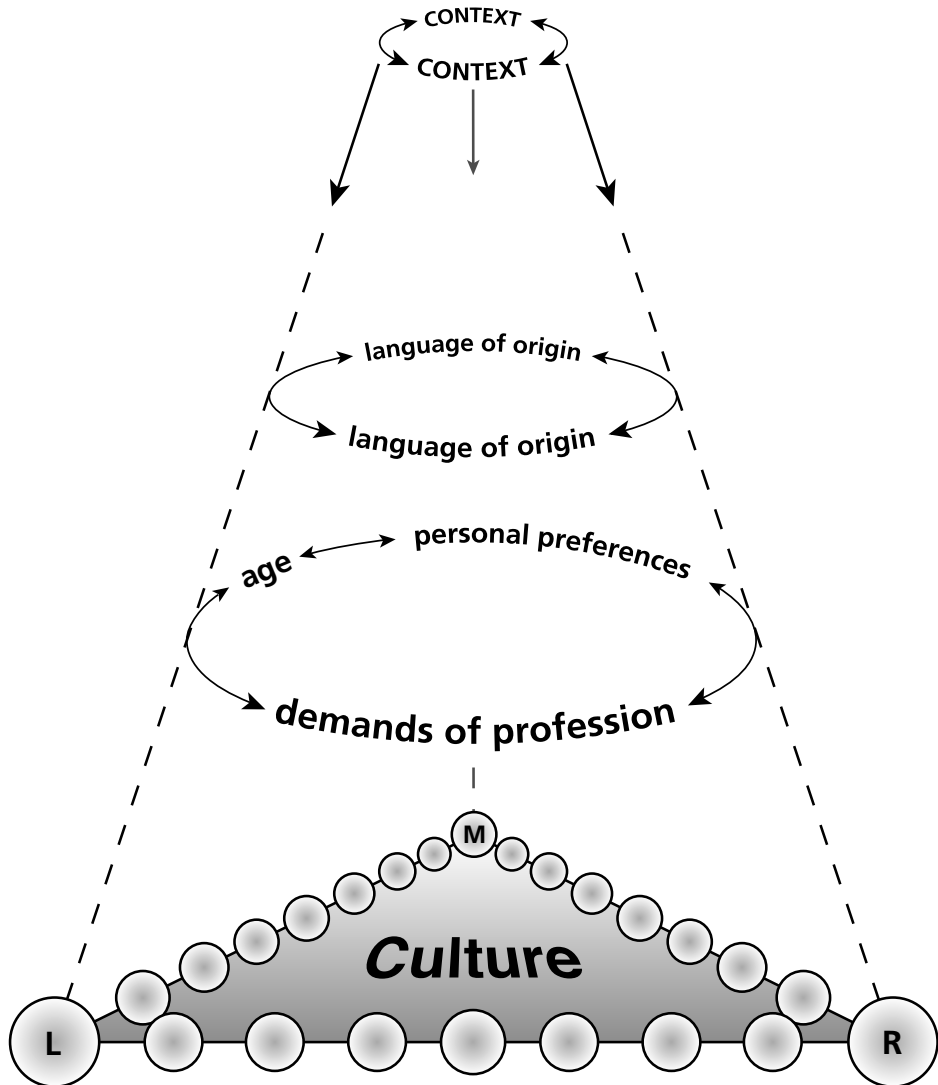 CONTEXT
CONTEXT
language of origin
language of origin
age
personal preferences
demands of profession
M
Culture
L
R